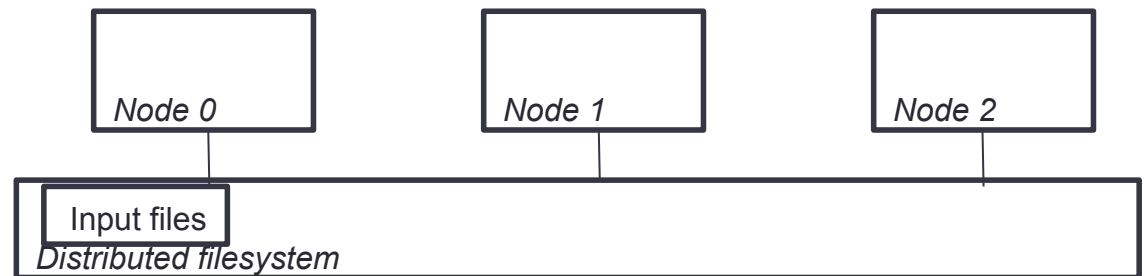 Node 0
Node 1
Node 2
Input files
Distributed filesystem